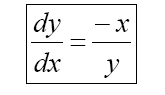 dy/dx = -x/y